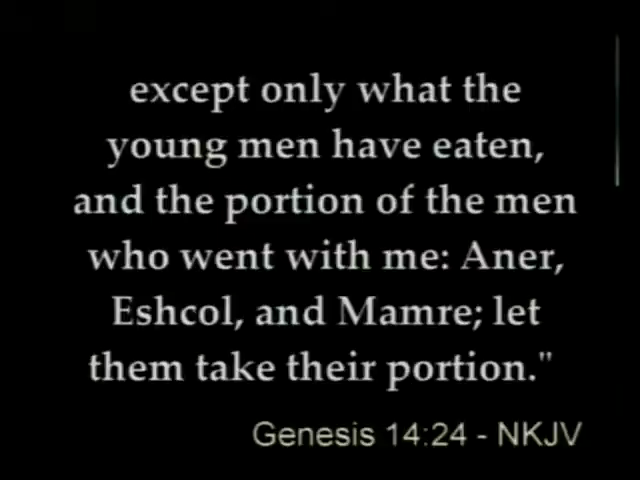 except only what the
young men have eaten,
and the portion of the men
who went with me: Aner,
Eshcol, and Mamre; let
them take their portion."
Genesis 14:24 - NKJV